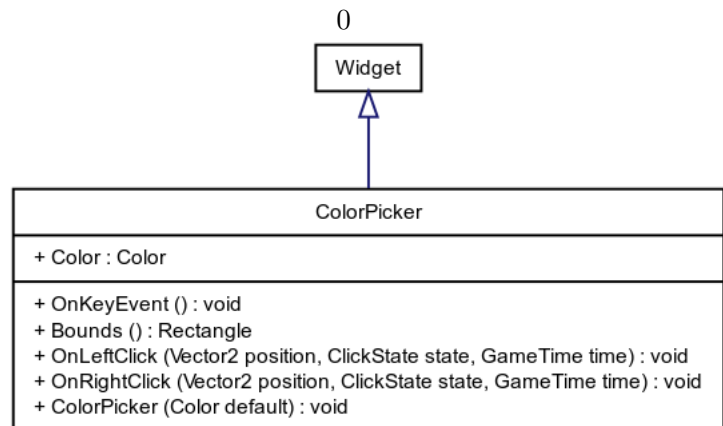 0
Widget
ColorPicker
+ Color : Color
+ OnKeyEvent () : void
+ Bounds () : Rectangle
+ OnLeftClick (Vector2 position, ClickState state, GameTime time) : void
+ OnRightClick (Vector2 position, ClickState state, GameTime time) : void
+ ColorPicker (Color default) : void